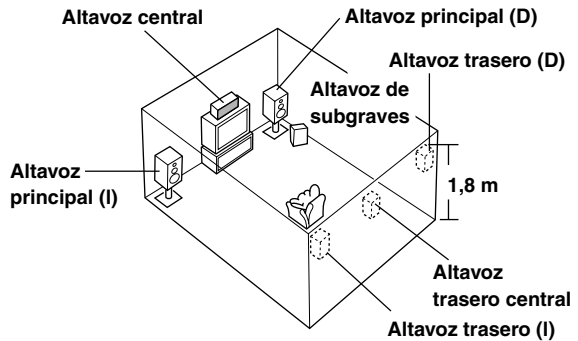 Altavoz central
Altavoz principal (D)
Altavoz trasero (D)
Altavoz de
subgraves
Altavoz
principal (I)
1,8 m
Altavoz
trasero central
Altavoz trasero (I)